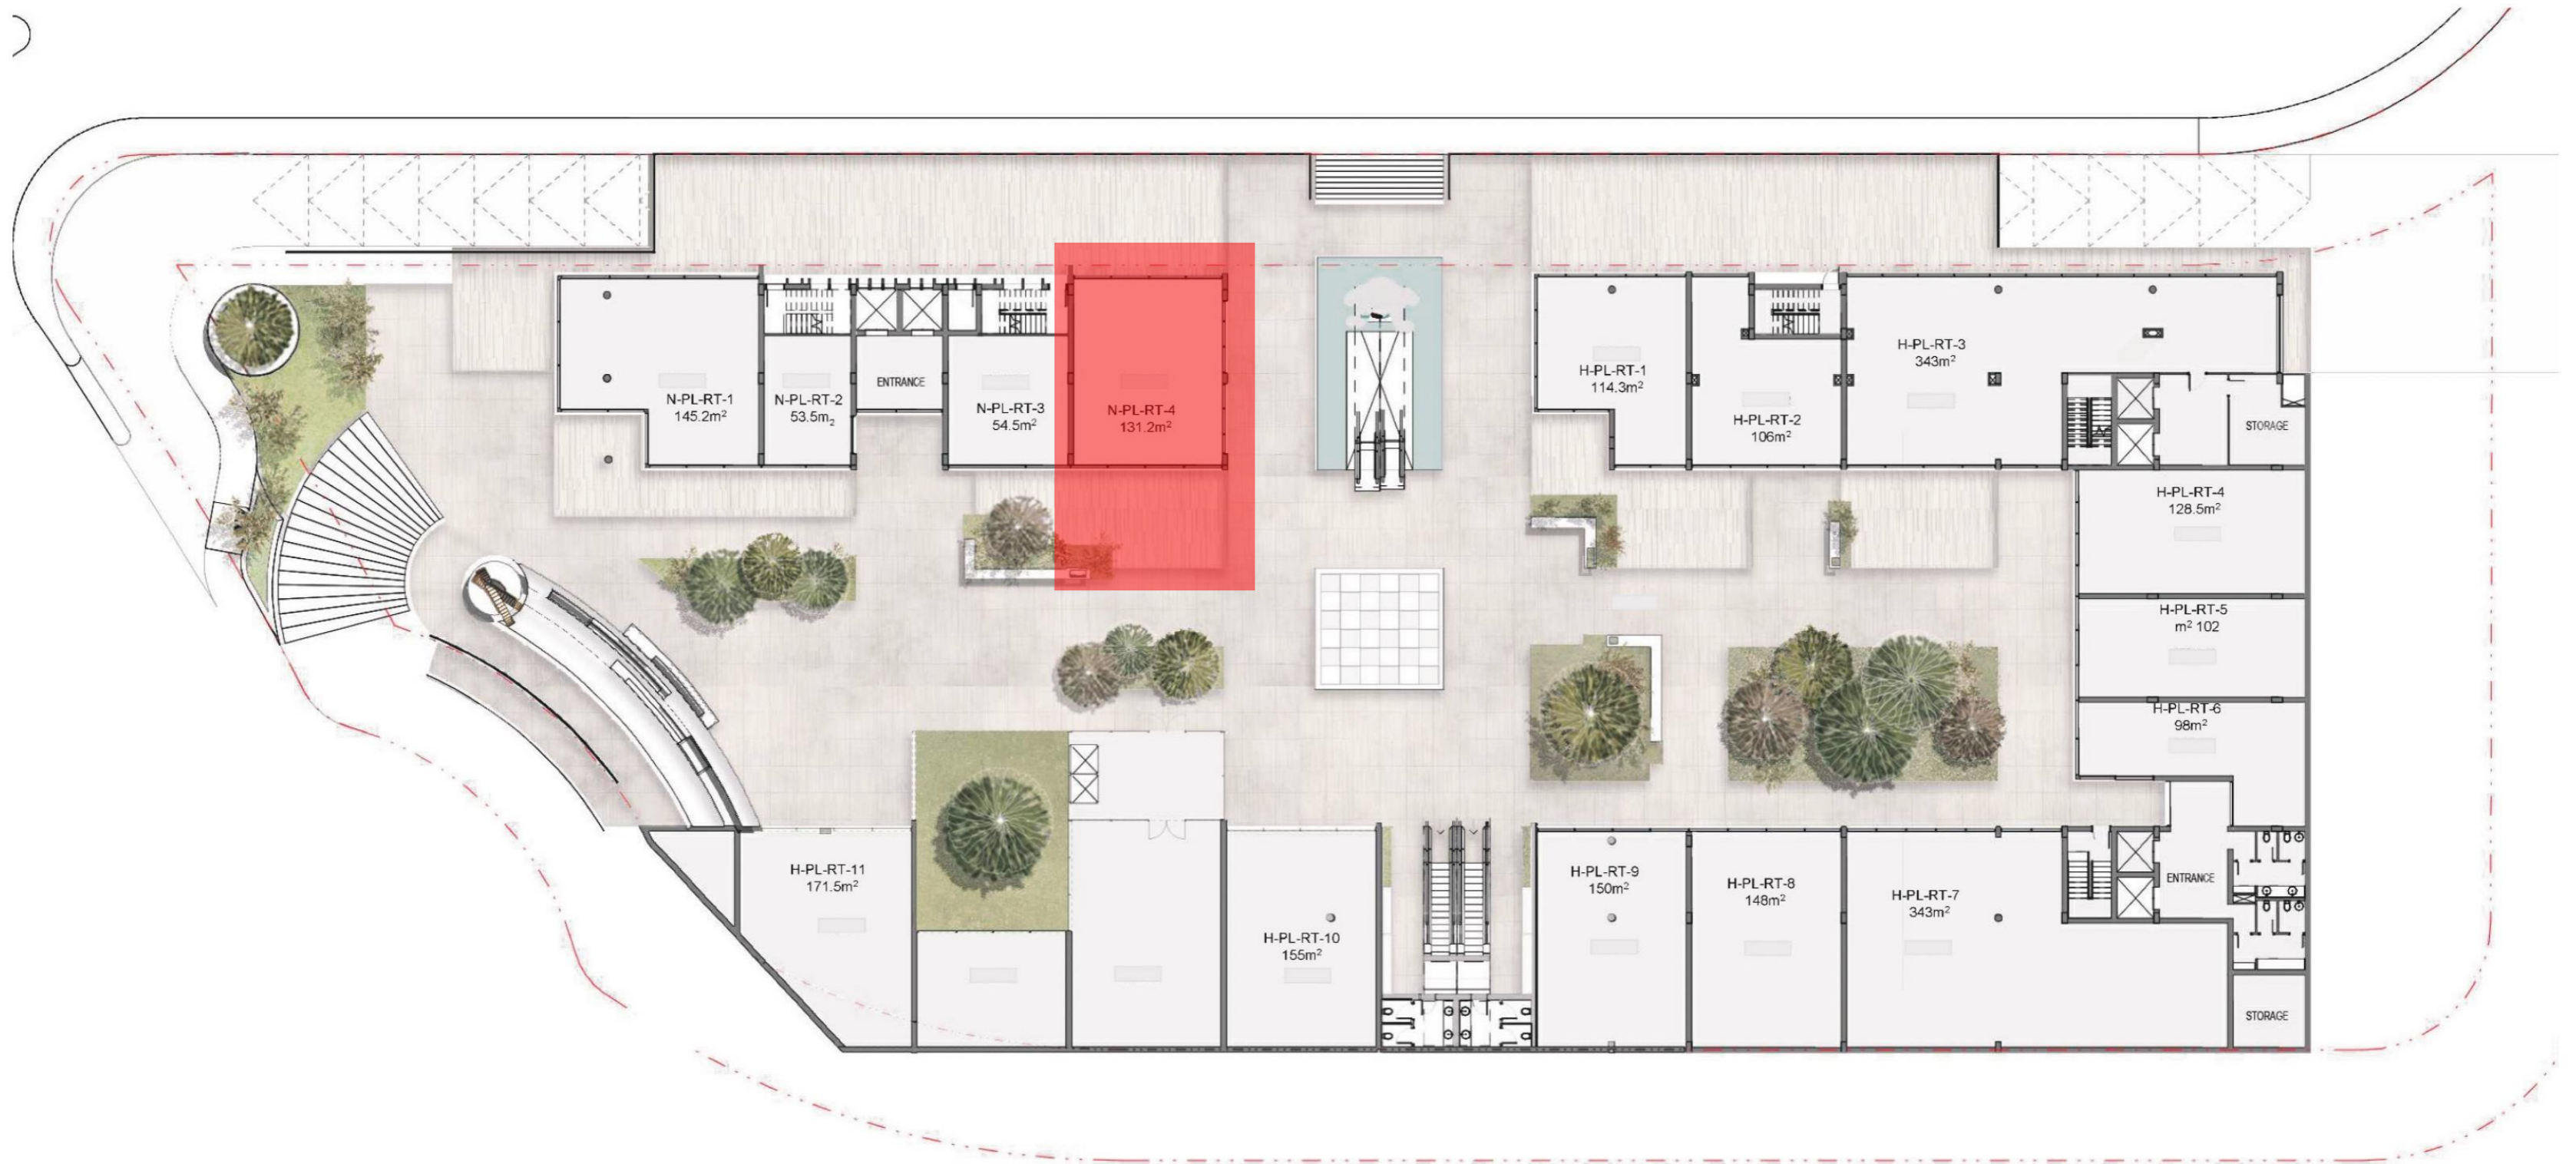 N-PL-RT-1
145.2m²
N-PL-RT-2
53.5m₂
ENTRANCE
N-PL-RT-3
54.5m²
N-PL-RT-4
131.2m²
H-PL-RT-1
114.3m²
H-PL-RT-2
106m²
H-PL-RT-3
343m²
STORAGE
H-PL-RT-4
128.5m²
H-PL-RT-5
m² 102
H-PL-RT-6
98m²
H-PL-RT-11
171.5m²
H-PL-RT-10
155m²
H-PL-RT-9
150m²
H-PL-RT-8
148m²
H-PL-RT-7
343m²
ENTRANCE
STORAGE